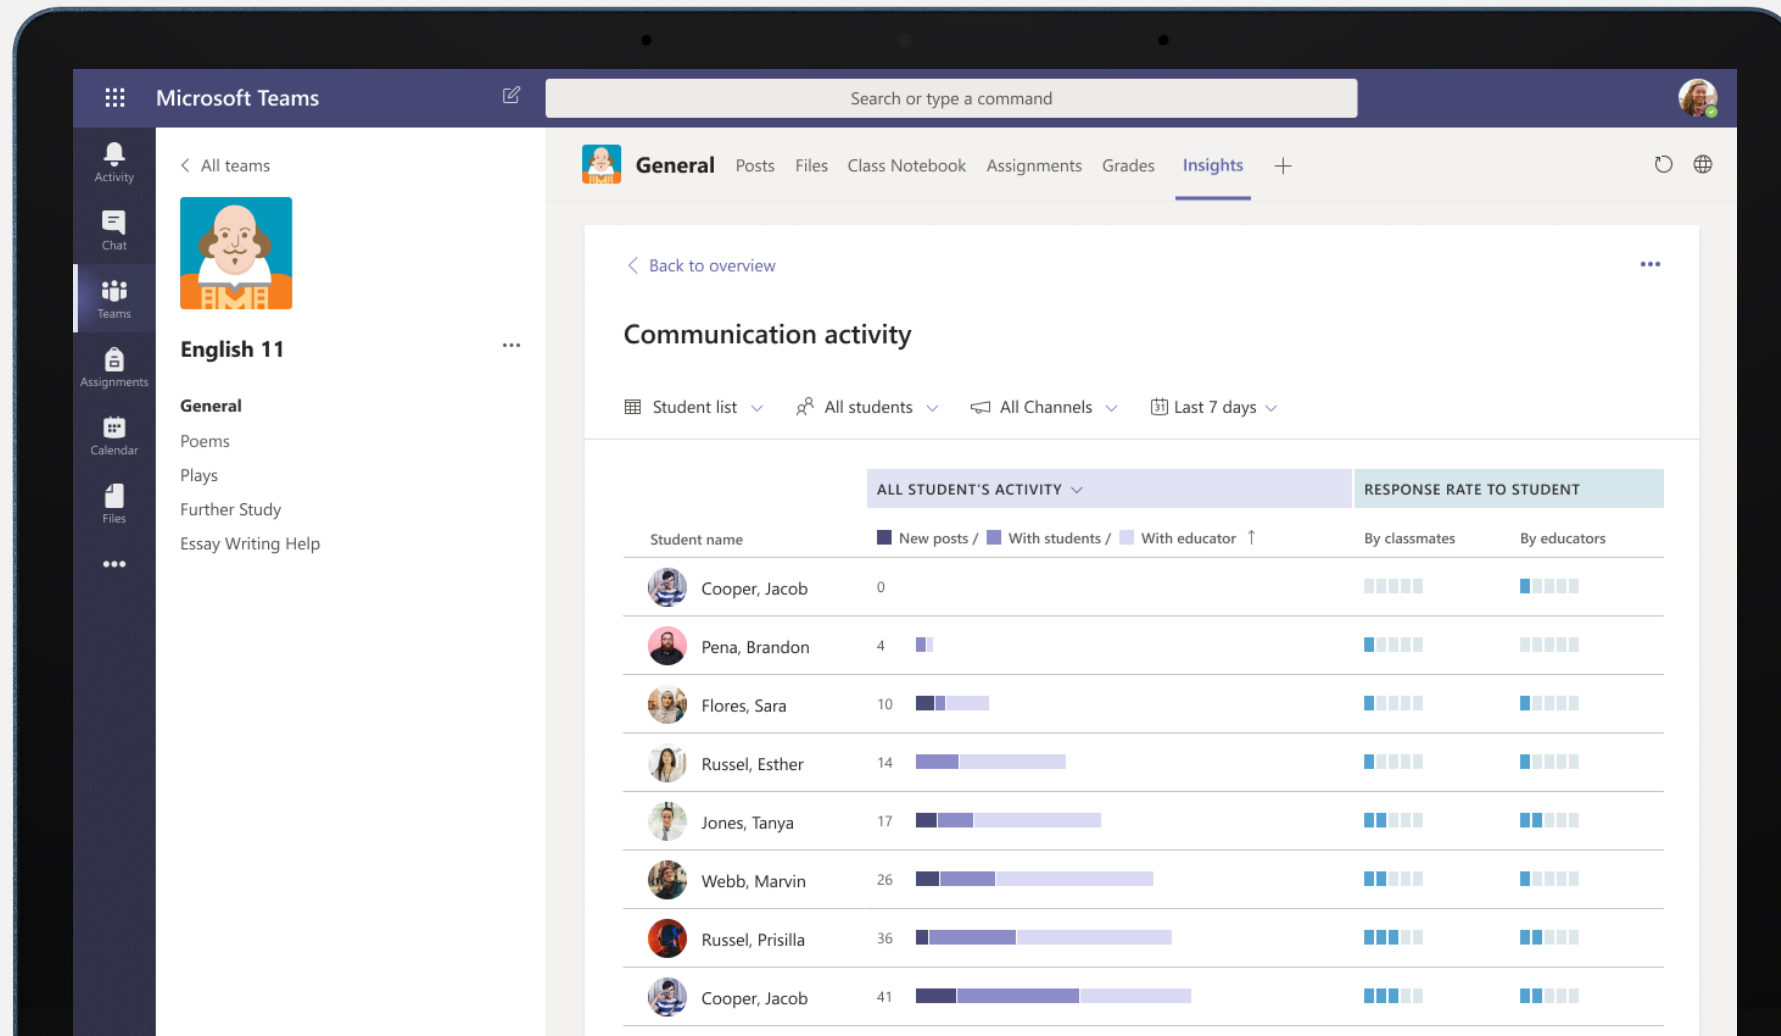 Microsoft Teams
Search or type a command
Activity
Chat
Teams
Assignments
Calendar
Files
All teams
English 11
General
Poems
Plays
Further Study
Essay Writing Help
General Posts Files Class Notebook Assignments Grades Insights
Back to overview
Communication activity
Student list All students All Channels 31 Last 7 days
ALL STUDENT'S ACTIVITY RESPONSE RATE TO STUDENT
Student name New posts / With students / With educator ↑ By classmates By educators
Cooper, Jacob 0
Pena, Brandon 4
Flores, Sara 10
Russel, Esther 14
Jones, Tanya 17
Webb, Marvin 26
Russel, Prisilla 36
Cooper, Jacob 41